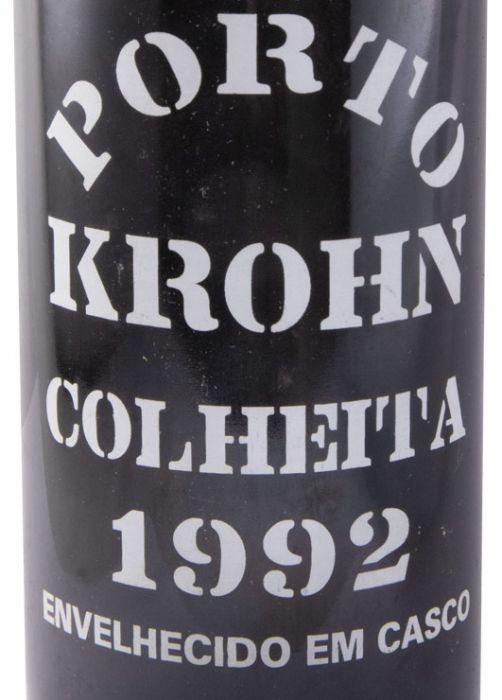 PORTO
KROHN
COLHEITA
1992
ENVELHECIDO EM CASCO